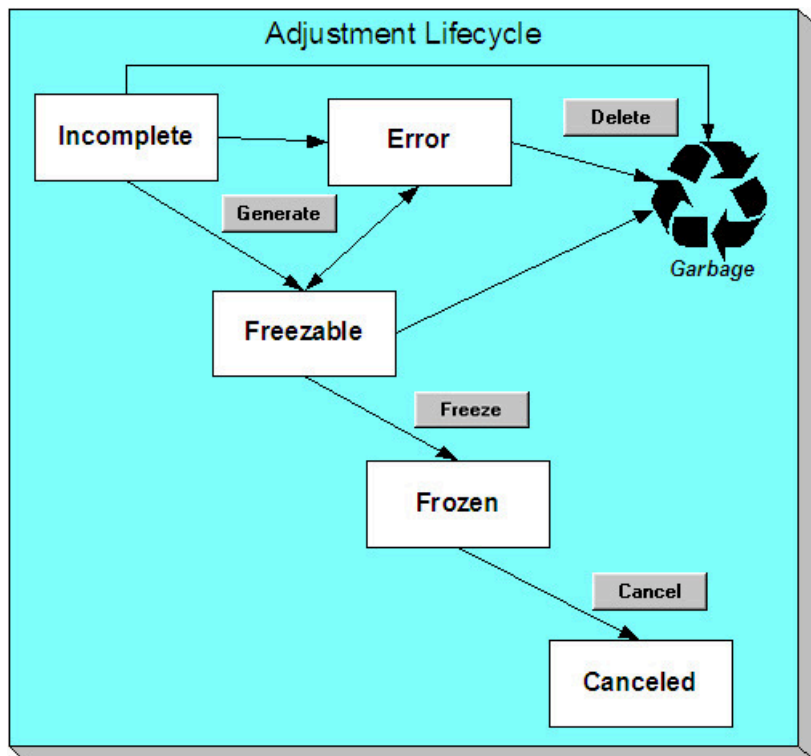 Adjustment Lifecycle
Incomplete
Error
Delete
Generate
Garbage
Freezable
Freeze
Frozen
Cancel
Canceled